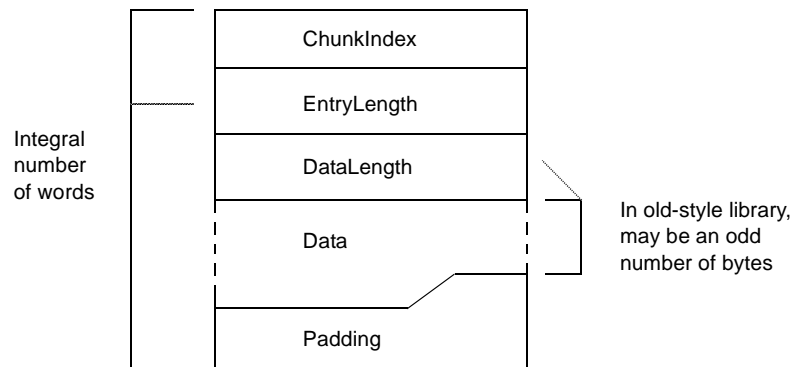 ChunkIndex
EntryLength
Integral
number
of words
DataLength
In old-style library,
may be an odd
number of bytes
Data
Padding